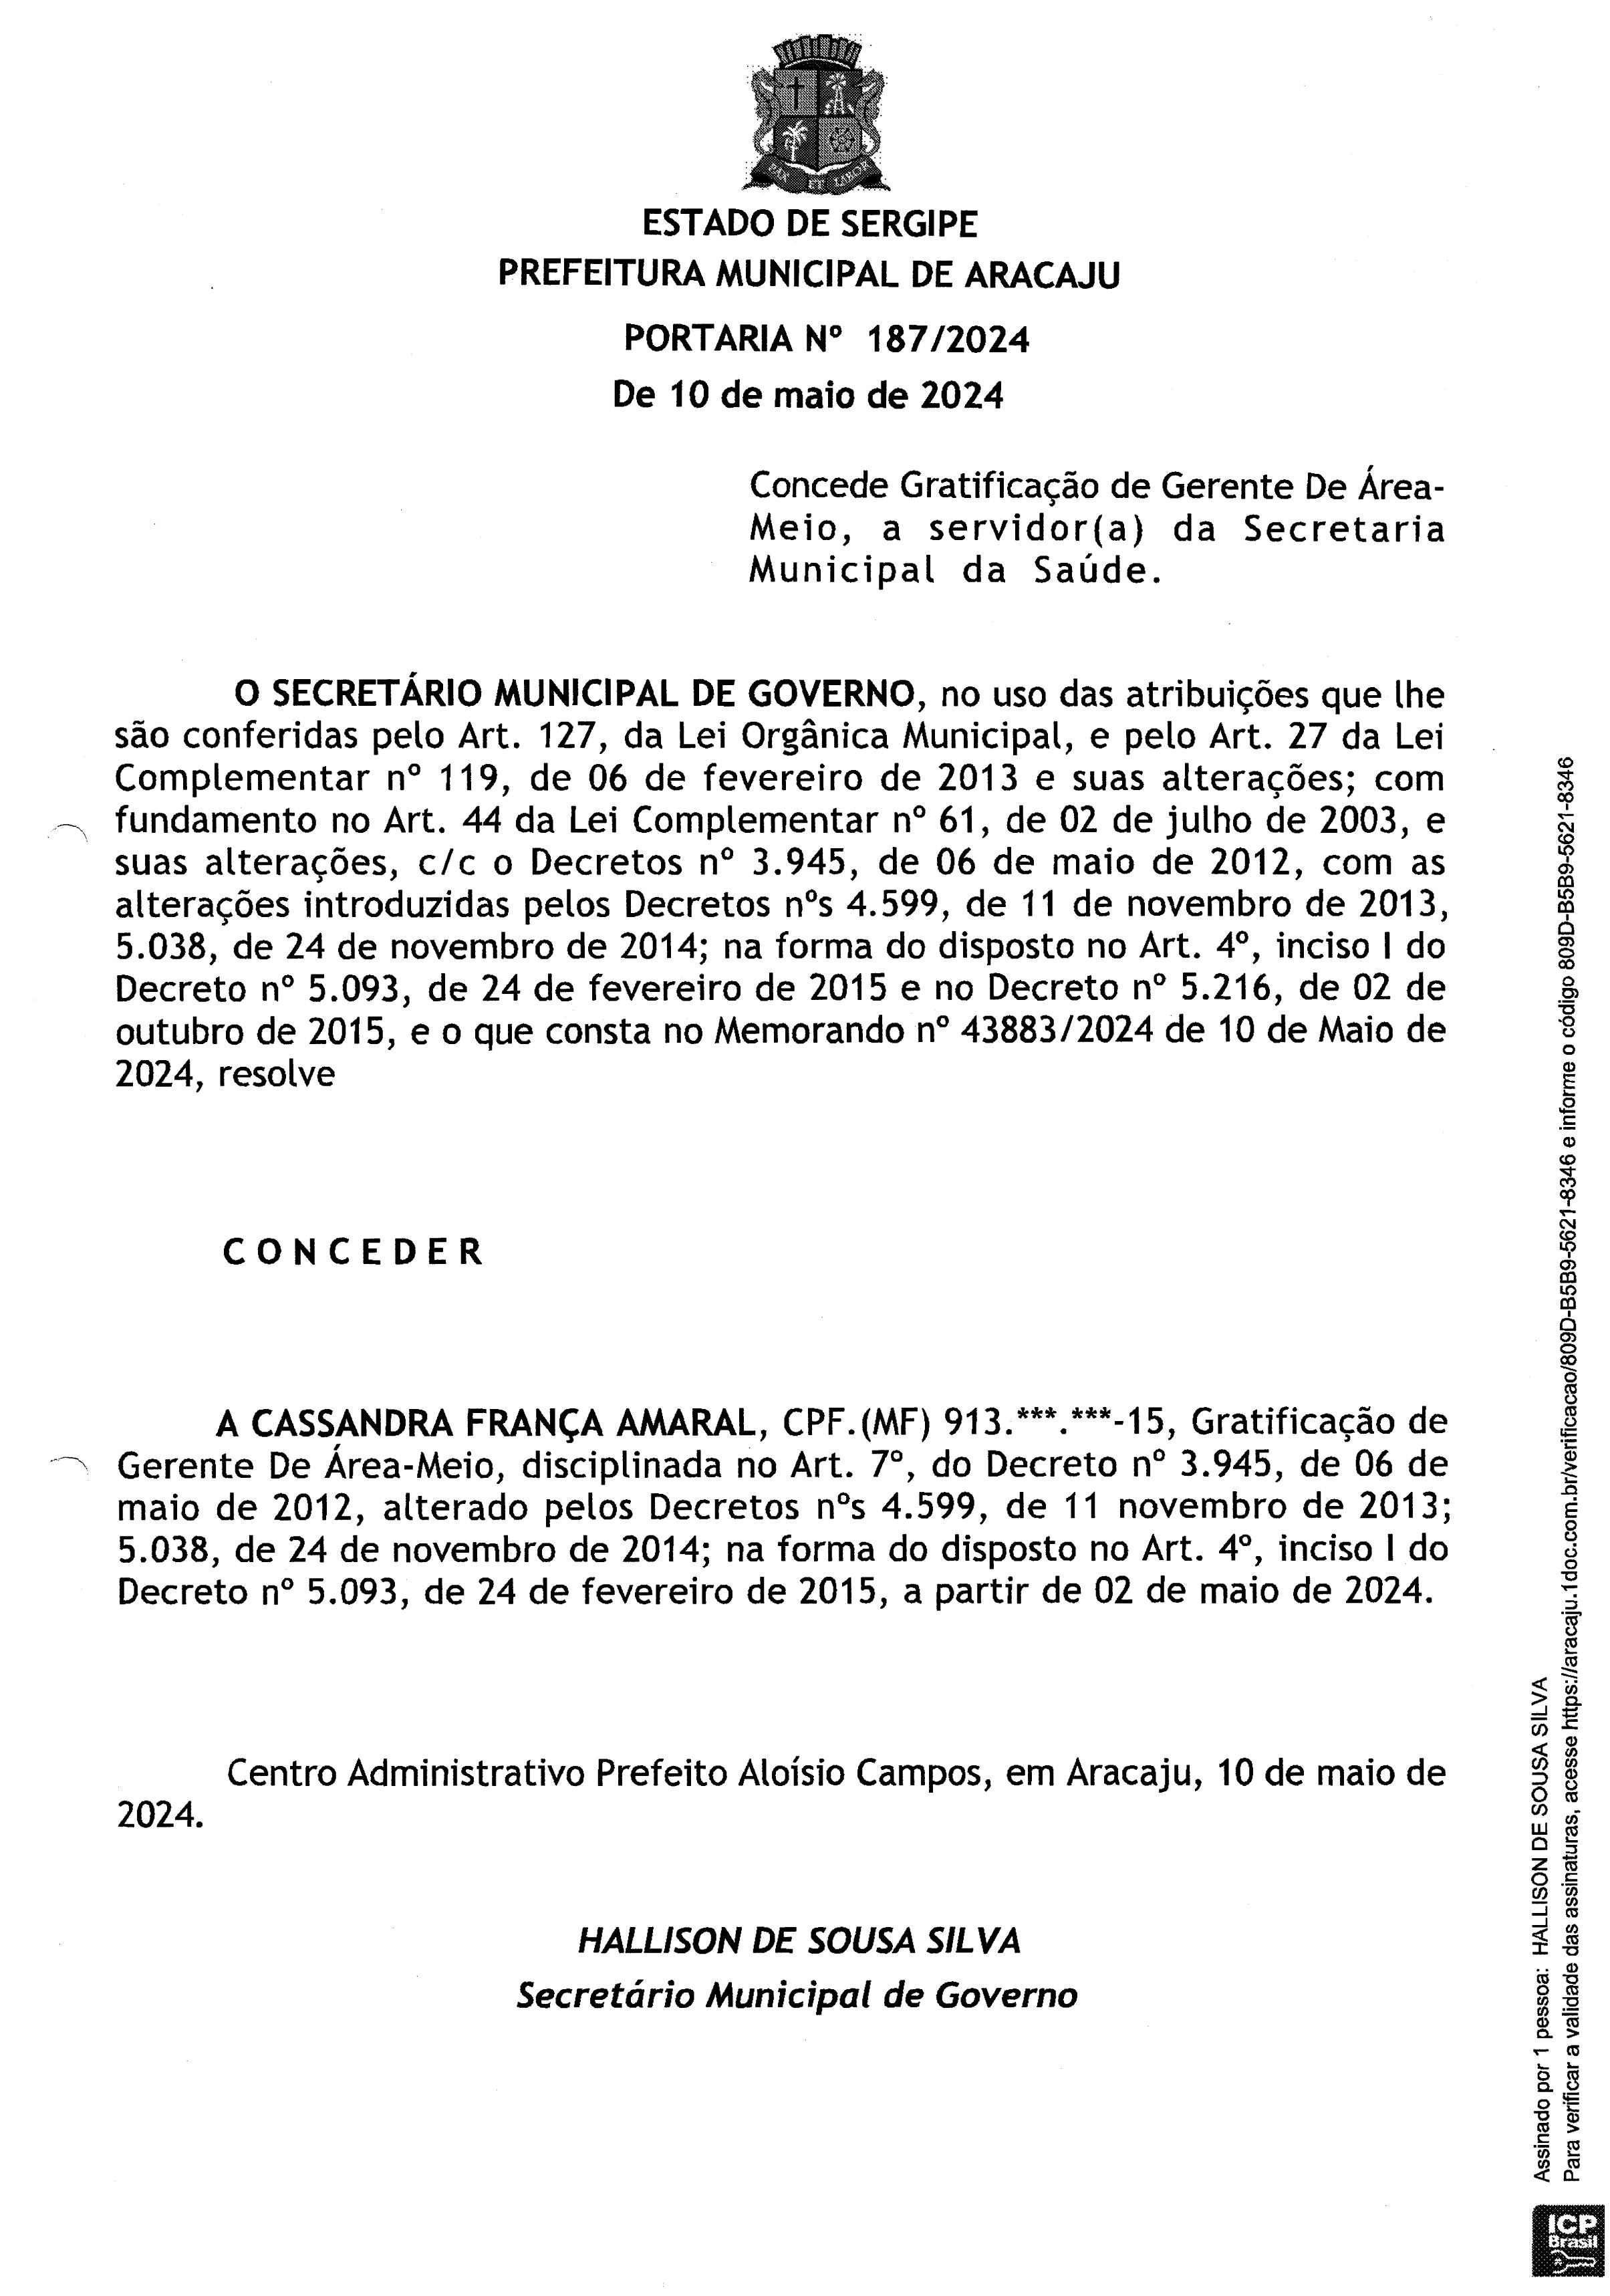 PAX ET LABOR
ESTADO DE SERGIPE
PREFEITURA MUNICIPAL DE ARACAJU
PORTARIA Nº 187/2024
De 10 de maio de 2024
Concede Gratificação de Gerente De Área-
Meio, a servidor(a) da Secretaria
Municipal da Saúde.
O SECRETÁRIO MUNICIPAL DE GOVERNO, no uso das atribuições que lhe
são conferidas pelo Art. 127, da Lei Orgânica Municipal, e pelo Art. 27 da Lei
Complementar nº 119, de 06 de fevereiro de 2013 e suas alterações; com
fundamento no Art. 44 da Lei Complementar nº 61, de 02 de julho de 2003, e
suas alterações, c/c o Decretos nº 3.945, de 06 de maio de 2012, com as
alterações introduzidas pelos Decretos nºs 4.599, de 11 de novembro de 2013,
5.038, de 24 de novembro de 2014; na forma do disposto no Art. 4º, inciso I do
Decreto nº 5.093, de 24 de fevereiro de 2015 e no Decreto nº 5.216, de 02 de
outubro de 2015, e o que consta no Memorando nº 43883/2024 de 10 de Maio de
2024, resolve
C O N C E D E R
A CASSANDRA FRANÇA AMARAL, CPF.(MF) 913.***.***-15, Gratificação de
Gerente De Área-Meio, disciplinada no Art. 7º, do Decreto nº 3.945, de 06 de
maio de 2012, alterado pelos Decretos nºs 4.599, de 11 novembro de 2013;
5.038, de 24 de novembro de 2014; na forma do disposto no Art. 4º, inciso I do
Decreto nº 5.093, de 24 de fevereiro de 2015, a partir de 02 de maio de 2024.
Centro Administrativo Prefeito Aloísio Campos, em Aracaju, 10 de maio de
2024.
HALLISON DE SOUSA SILVA
Secretário Municipal de Governo
Assinado por 1 pessoa: HALLISON DE SOUSA SILVA
Para verificar a validade das assinaturas, acesse https://aracaju.1doc.com.br/verificacao/809D-B5B9-5621-8346 e informe o código 809D-B5B9-5621-8346
ICP
Brasil